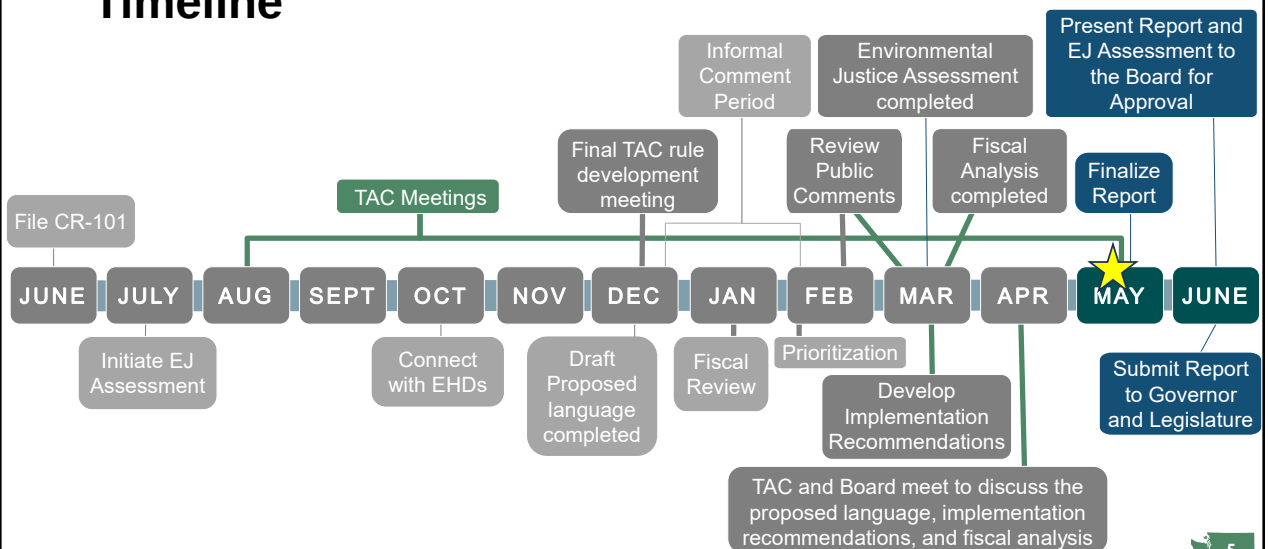 Timeline
Informal
Comment
Period
Environmental
Justice Assessment
completed
Present Report and
EJ Assessment to
the Board for
Approval
Final TAC rule
development
meeting
Review
Public
Comments
Fiscal
Analysis
completed
Finalize
Report
TAC Meetings
File CR-101
JUNE JULY AUG SEPT OCT NOV DEC JAN FEB MAR APR MAY JUNE
Initiate EJ
Assessment
Connect
with EHDs
Draft
Proposed
language
completed
Fiscal
Review
Prioritization
Develop
Implementation
Recommendations
Submit Report
to Governor
and Legislature
TAC and Board meet to discuss the
proposed language, implementation
recommendations, and fiscal analysis
5